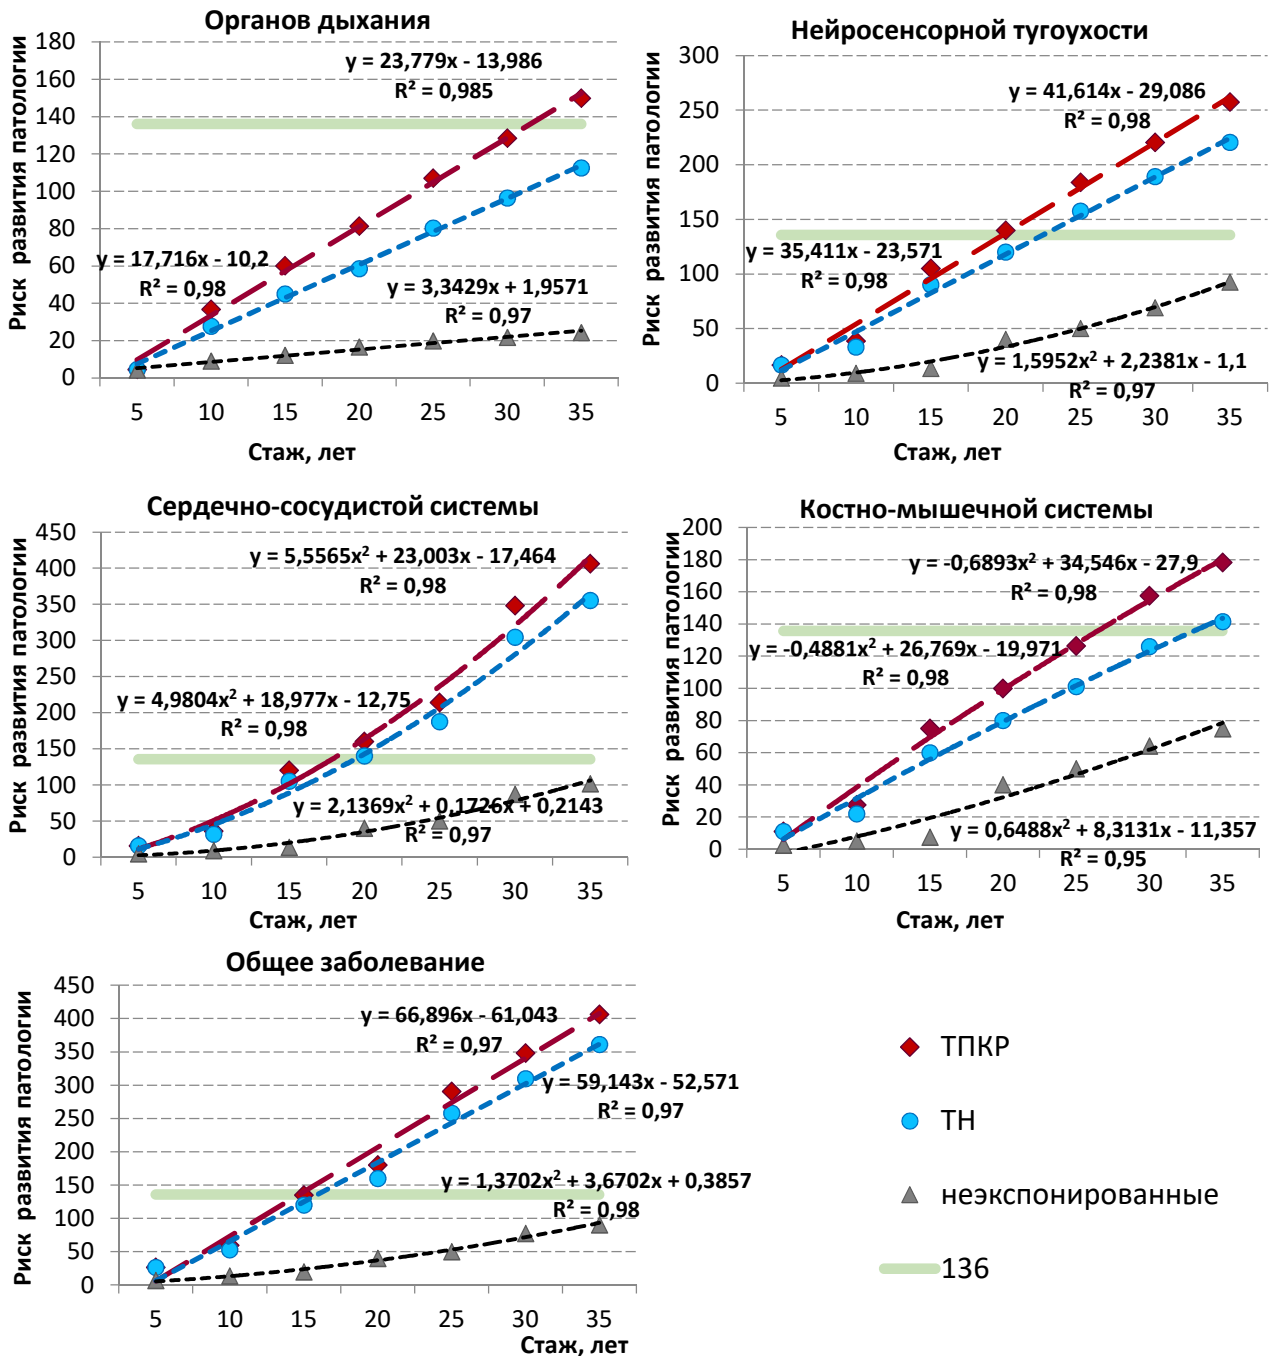 Органов дыхания
Риск развития патологии
180
160
140
120
100
80
60
40
20
0
y = 23,779x - 13,986
R² = 0,985
y = 17,716x - 10,2
R² = 0,98
y = 3,3429x + 1,9571
R² = 0,97
5 10 15 20 25 30 35
Стаж, лет
Нейросенсорной тугоухости
Риск развития патологии
300
250
200
150
100
50
0
y = 41,614x - 29,086
R² = 0,98
y = 35,411x - 23,571
R² = 0,98
y = 1,5952x² + 2,2381x - 1,1
R² = 0,97
5 10 15 20 25 30 35
Стаж, лет
Сердечно-сосудистой системы
Риск развития патологии
450
400
350
300
250
200
150
100
50
0
y = 5,5565x² + 23,003x - 17,464
R² = 0,98
y = 4,9804x² + 18,977x - 12,75
R² = 0,98
y = 2,1369x² + 0,1726x + 0,2143
R² = 0,97
5 10 15 20 25 30 35
Стаж, лет
Костно-мышечной системы
Риск развития патологии
200
180
160
140
120
100
80
60
40
20
0
y = -0,6893x² + 34,546x - 27,9
R² = 0,98
y = -0,4881x² + 26,769x - 19,971
R² = 0,98
y = 0,6488x² + 8,3131x - 11,357
R² = 0,95
5 10 15 20 25 30 35
Стаж, лет
Общее заболевание
Риск развития патологии
450
400
350
300
250
200
150
100
50
0
y = 66,896x - 61,043
R² = 0,97
y = 59,143x - 52,571
R² = 0,97
y = 1,3702x² + 3,6702x + 0,3857
R² = 0,98
5 10 15 20 25 30 35
Стаж, лет
ТПКР
ТН
неэкспонированные
136